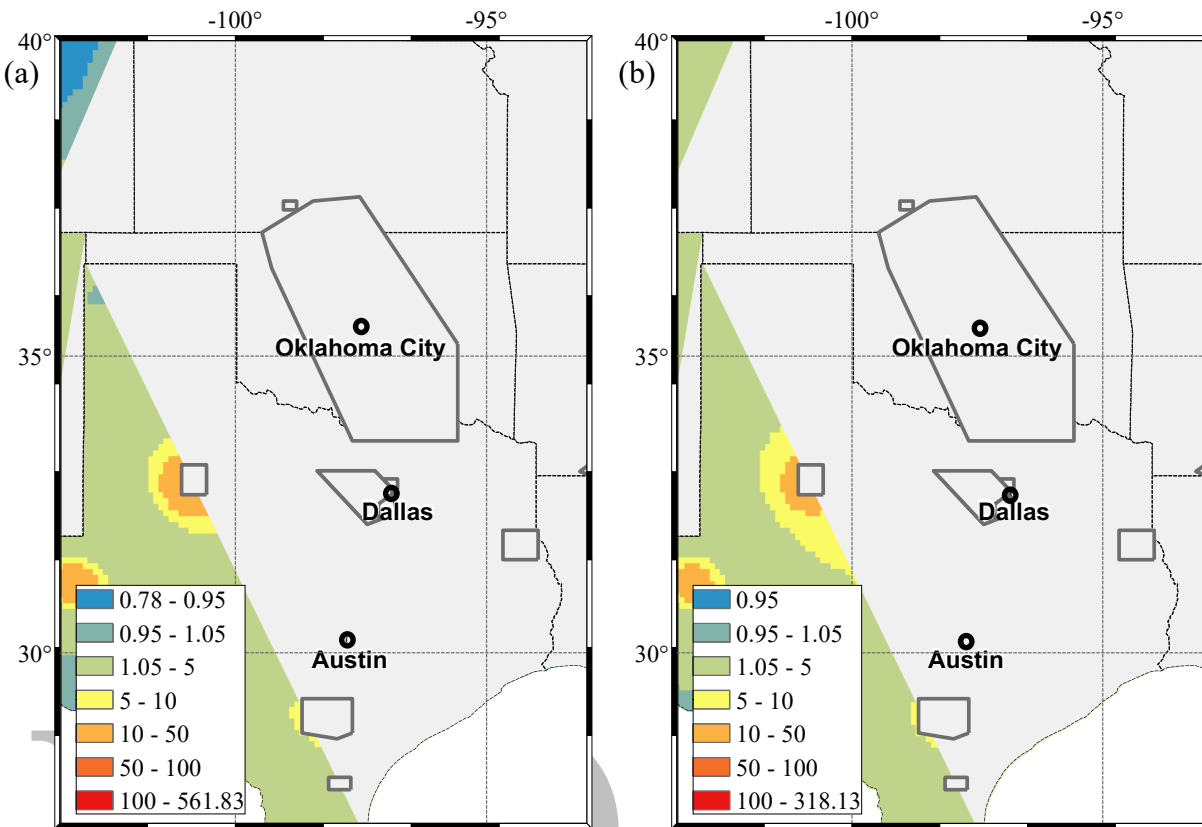 -100° -95° -100° -95°
40° 40°
(a) (b)
Oklahoma City Oklahoma City
35° 35°
Dallas Dallas
0.78 - 0.95 0.95
0.95 - 1.05 0.95 - 1.05
30° 30°
1.05 - 5 1.05 - 5
Austin Austin
5 - 10 5 - 10
10 - 50 10 - 50
50 - 100 50 - 100
100 - 561.83 100 - 318.13